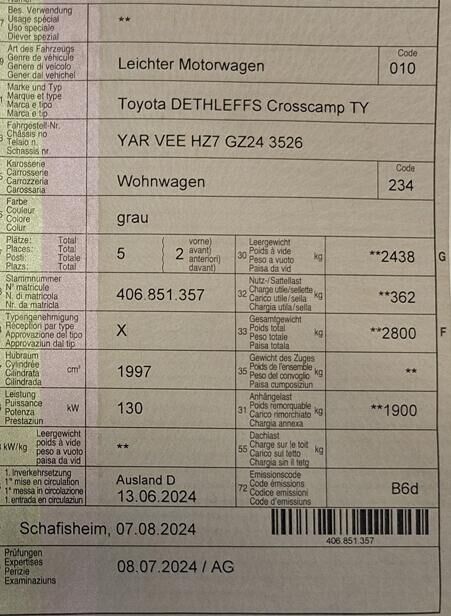 Bes. Verwendung
Usage spécial
Uso speciale
Diever spezial
**
Art des Fahrzeugs
Genre de véhicule
Genere di veicolo
Gener dal vehichel
Leichter Motorwagen
Code
010
Marke und Typ
Marque et type
Marca e tipo
Marca e tip
Toyota DETHLEFFS Crosscamp TY
Fahrgestell-Nr.
Châssis no
Telaio n.
Schassis nr.
YAR VEE HZ7 GZ24 3526
Karosserie
Carrosserie
Carrozzeria
Carossaria
Wohnwagen
Code
234
Farbe
Couleur
Colore
Colur
grau
Plätze: Total
Places: Total
Posti: Totale
Plazs: Total
5
( 2
vorne)
avant)
anteriori)
davant)
30
Leergewicht
Poids à vide
Peso a vuoto
Paisa da vid
kg
**2438
G
Stammnummer
N° matricule
N. di matricola
Nr. da matricla
406.851.357
32
Nutz-/Sattellast
Charge utile/sellette
Carico utile/sella
Chargia utila/sella
kg
**362
Typengenehmigung
Réception par type
Approvazione del tipo
Approvaziun dal tip
X
33
Gesamtgewicht
Poids total
Peso totale
Paisa totala
kg
**2800
F
Hubraum
Cylindrée
Cilindrata
Cilindrada
cm³
1997
35
Gewicht des Zuges
Poids de l'ensemble
Peso del convoglio
Paisa cumposiziun
kg
**
Leistung
Puissance
Potenza
Prestaziun
kW
130
31
Anhängelast
Poids remorquable
Carico rimorchiato
Chargia annexa
kg
**1900
kW/kg
Leergewicht
poids à vide
peso a vuoto
paisa da vid
**
55
Dachlast
Charge sur le toit
Carico sul tetto
Chargia sin il tetg
kg
1. Inverkehrsetzung
1re mise en circulation
1a messa in circolazione
1. entrada en circulaziun
Ausland D
13.06.2024
72
Emissionscode
Code émissions
Codice emissioni
Code d'emissiuns
B6d
Schafisheim, 07.08.2024
406.851.357
Prüfungen
Expertises
Perizie
Examinaziuns
08.07.2024 / AG